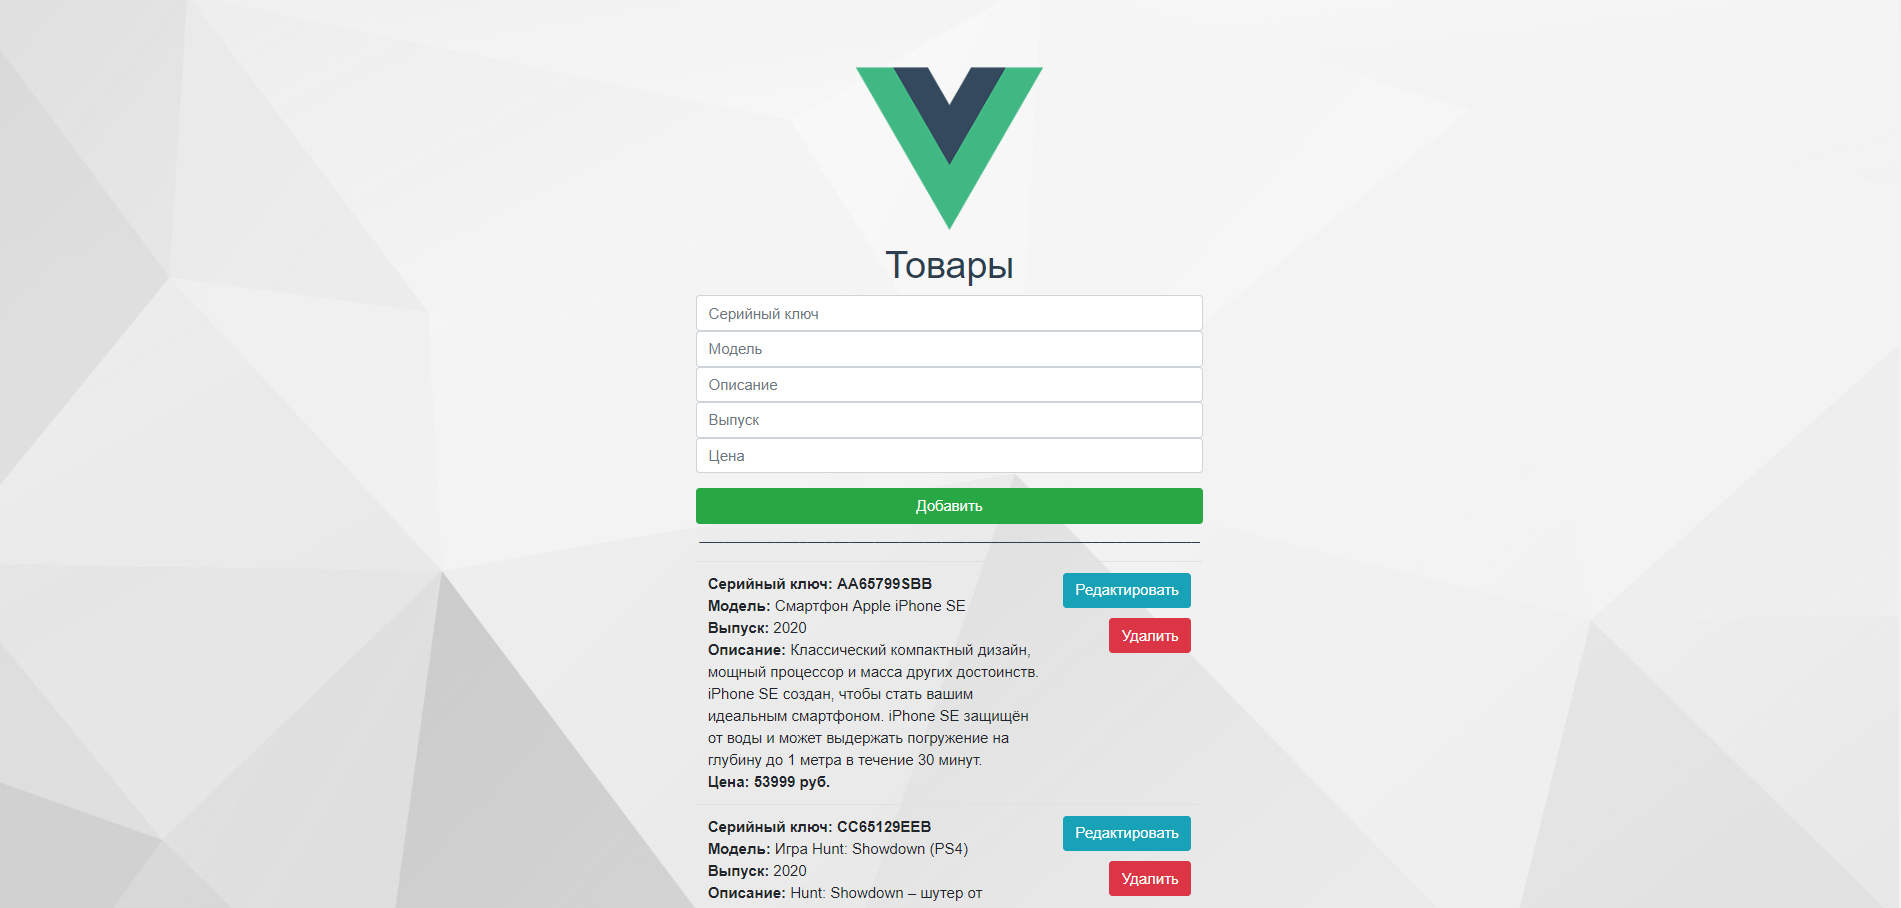 Товары
Серийный ключ
Модель
Описание
Выпуск
Цена
Добавить
Серийный ключ: AA65799SBB
Модель: Смартфон Apple iPhone SE
Выпуск: 2020
Описание: Классический компактный дизайн,
мощный процессор и масса других достоинств.
iPhone SE создан, чтобы стать вашим
идеальным смартфоном. iPhone SE защищён
от воды и может выдержать погружение на
глубину до 1 метра в течение 30 минут.
Цена: 53999 руб.
Редактировать
Удалить
Серийный ключ: CC65129EEB
Модель: Игра Hunt: Showdown (PS4)
Выпуск: 2020
Описание: Hunt: Showdown – шутер от
Редактировать
Удалить